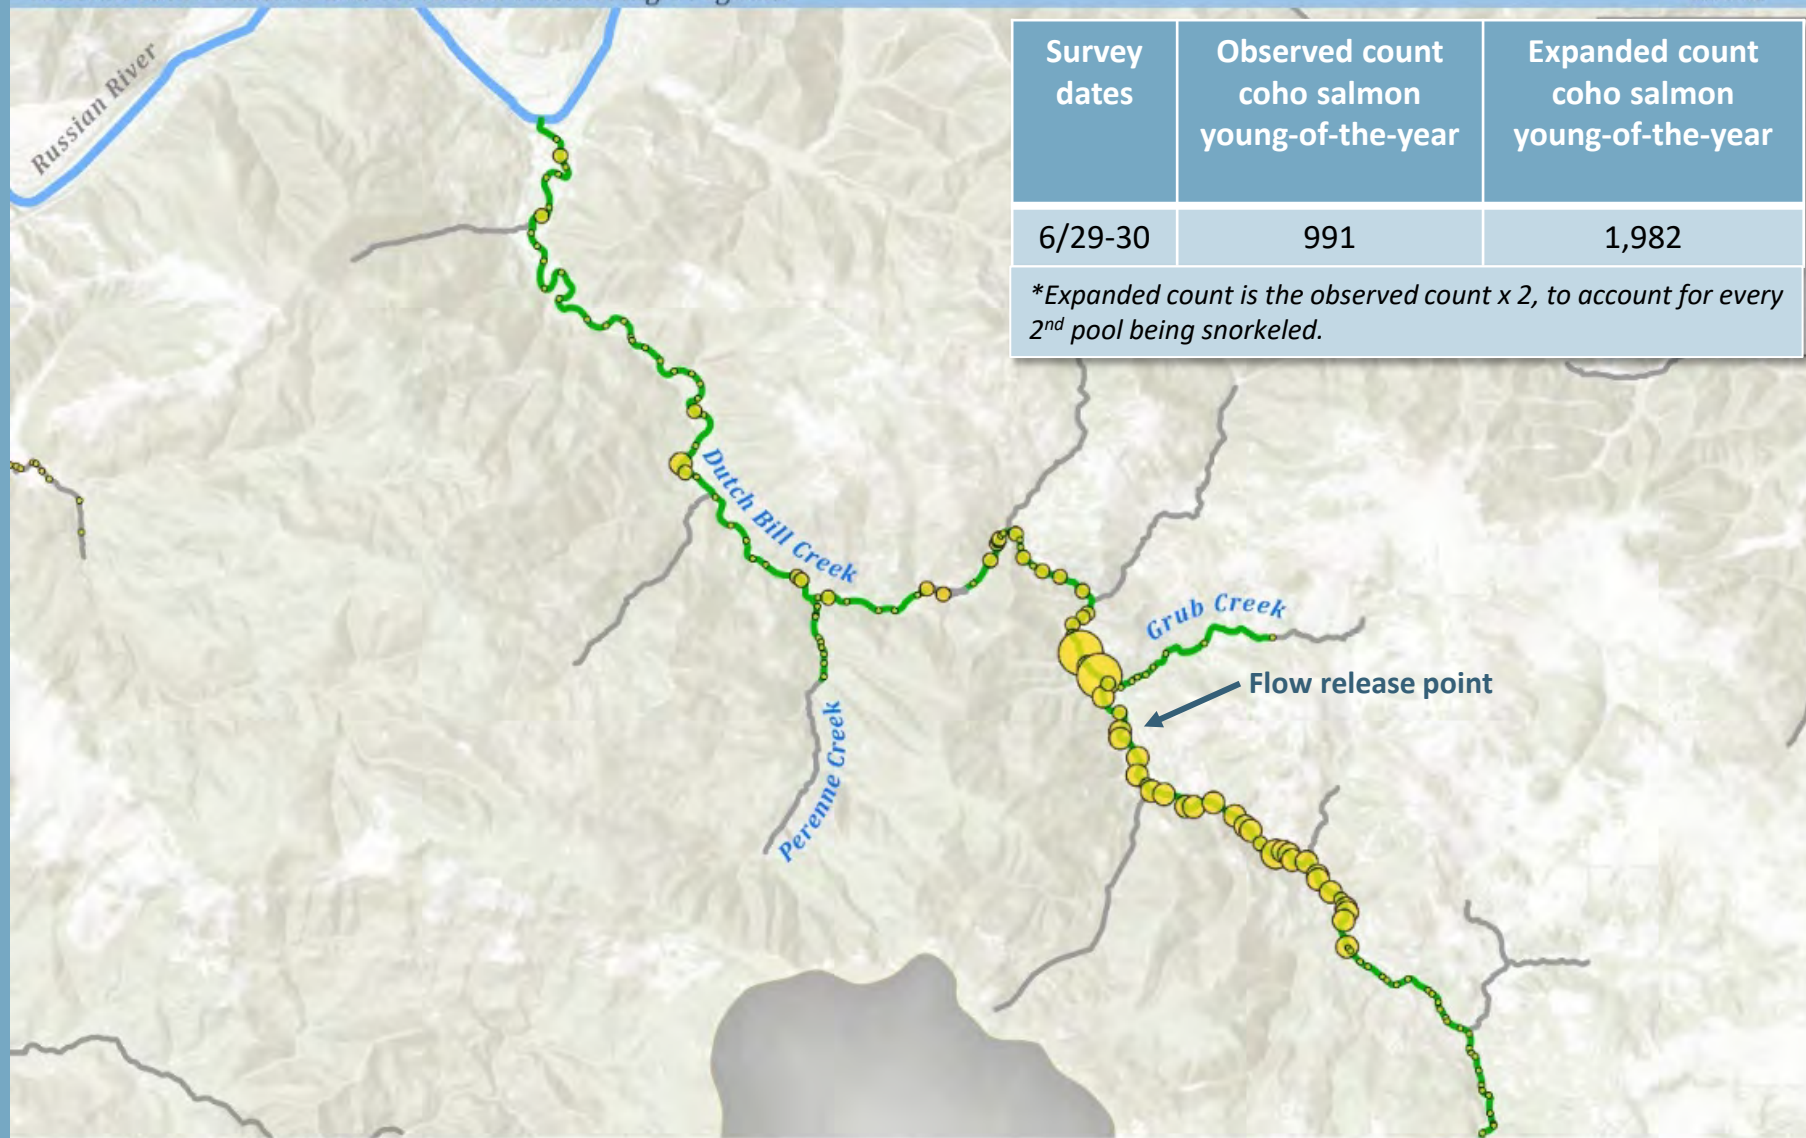 Survey dates
Observed count coho salmon young-of-the-year
Expanded count coho salmon young-of-the-year
6/29-30
991
1,982
*Expanded count is the observed count x 2, to account for every
2nd pool being snorkeled.
Russian River
Dutch Bill Creek
Grub Creek
Flow release point
Perenne Creek